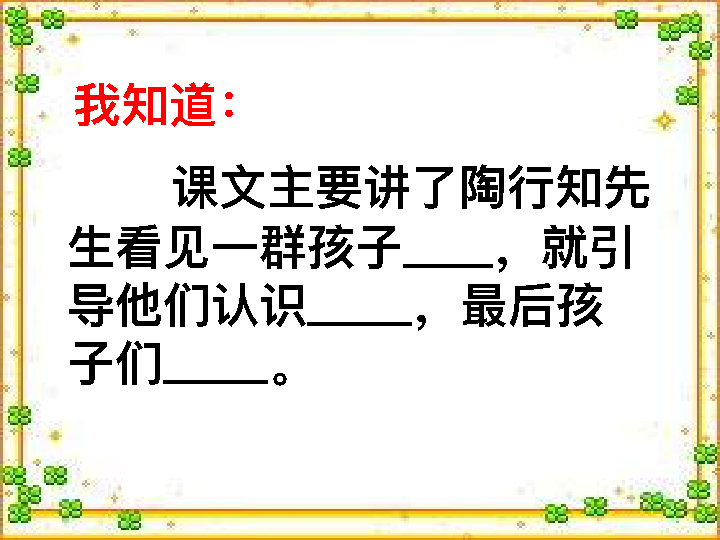 我知道：
课文主要讲了陶行知先
生看见一群孩子____，就引
导他们认识_____，最后孩
子们_____。